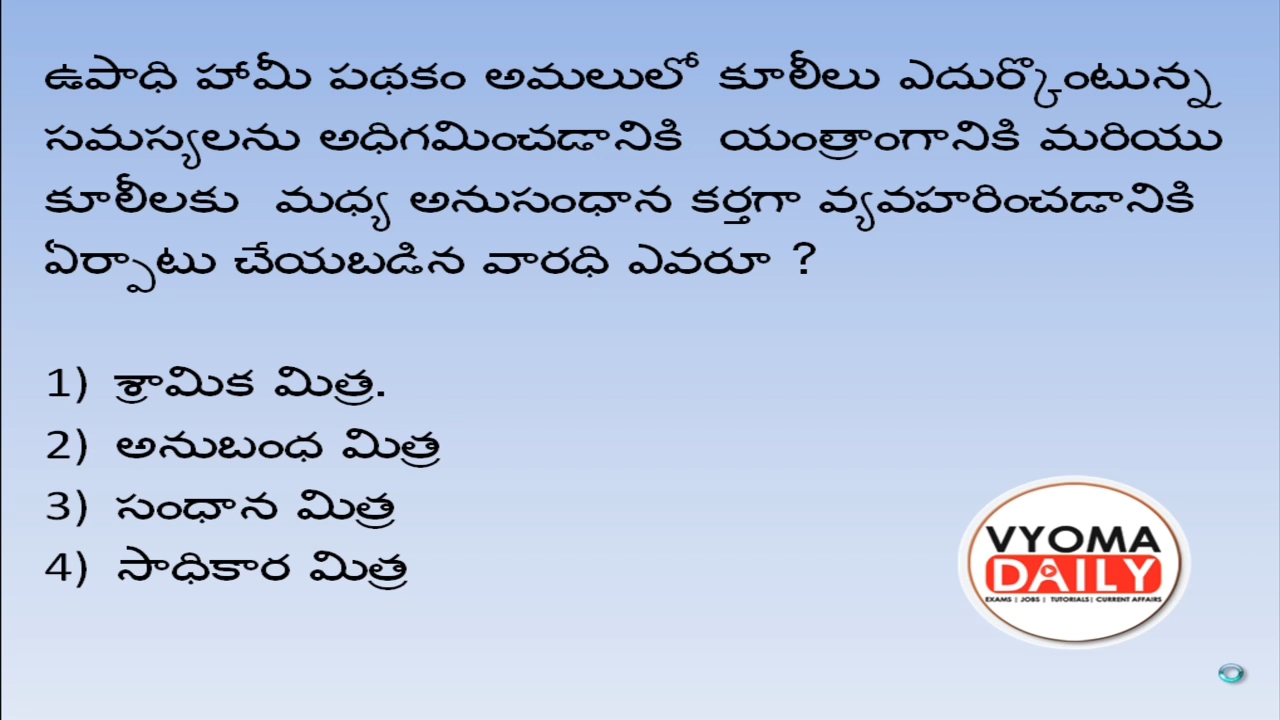 ఉపాధి హామీ పథకం అమలులో కూలీలు ఎదుర్కొంటున్న
సమస్యలను అధిగమించడానికి యంత్రాంగానికి మరియు
కూలీలకు మధ్య అనుసంధాన కర్తగా వ్యవహరించడానికి
ఏర్పాటు చేయబడిన వారధి ఎవరూ ?
1) శ్రామిక మిత్ర.
2) అనుబంధ మిత్ర
3) సంధాన మిత్ర
4) సాధికార మిత్ర
VYOMA
DAILY
EXAMS | JOBS | TUTORIALS | CURRENT AFFAIRS